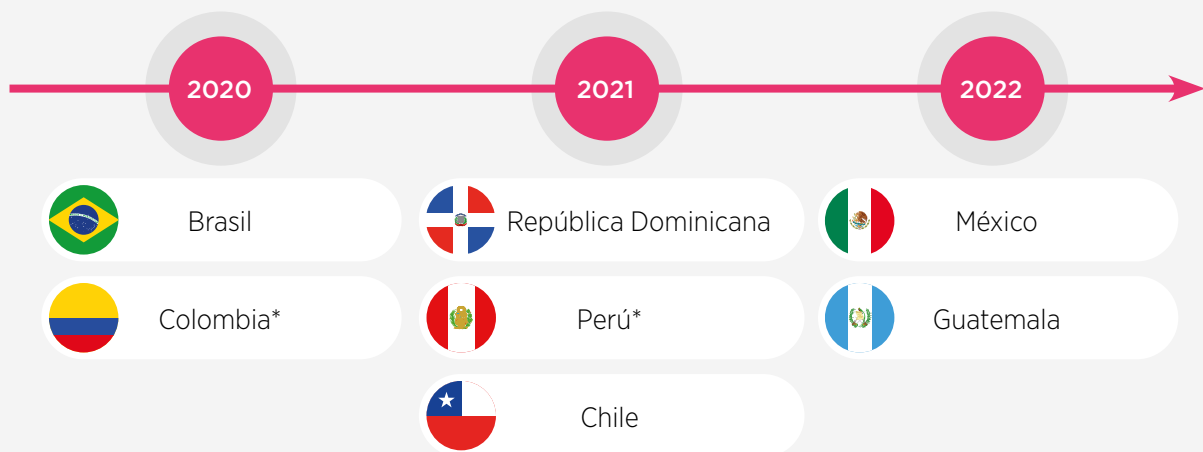 2020
2021
2022
Brasil
República Dominicana
México
Colombia*
Perú*
Guatemala
Chile